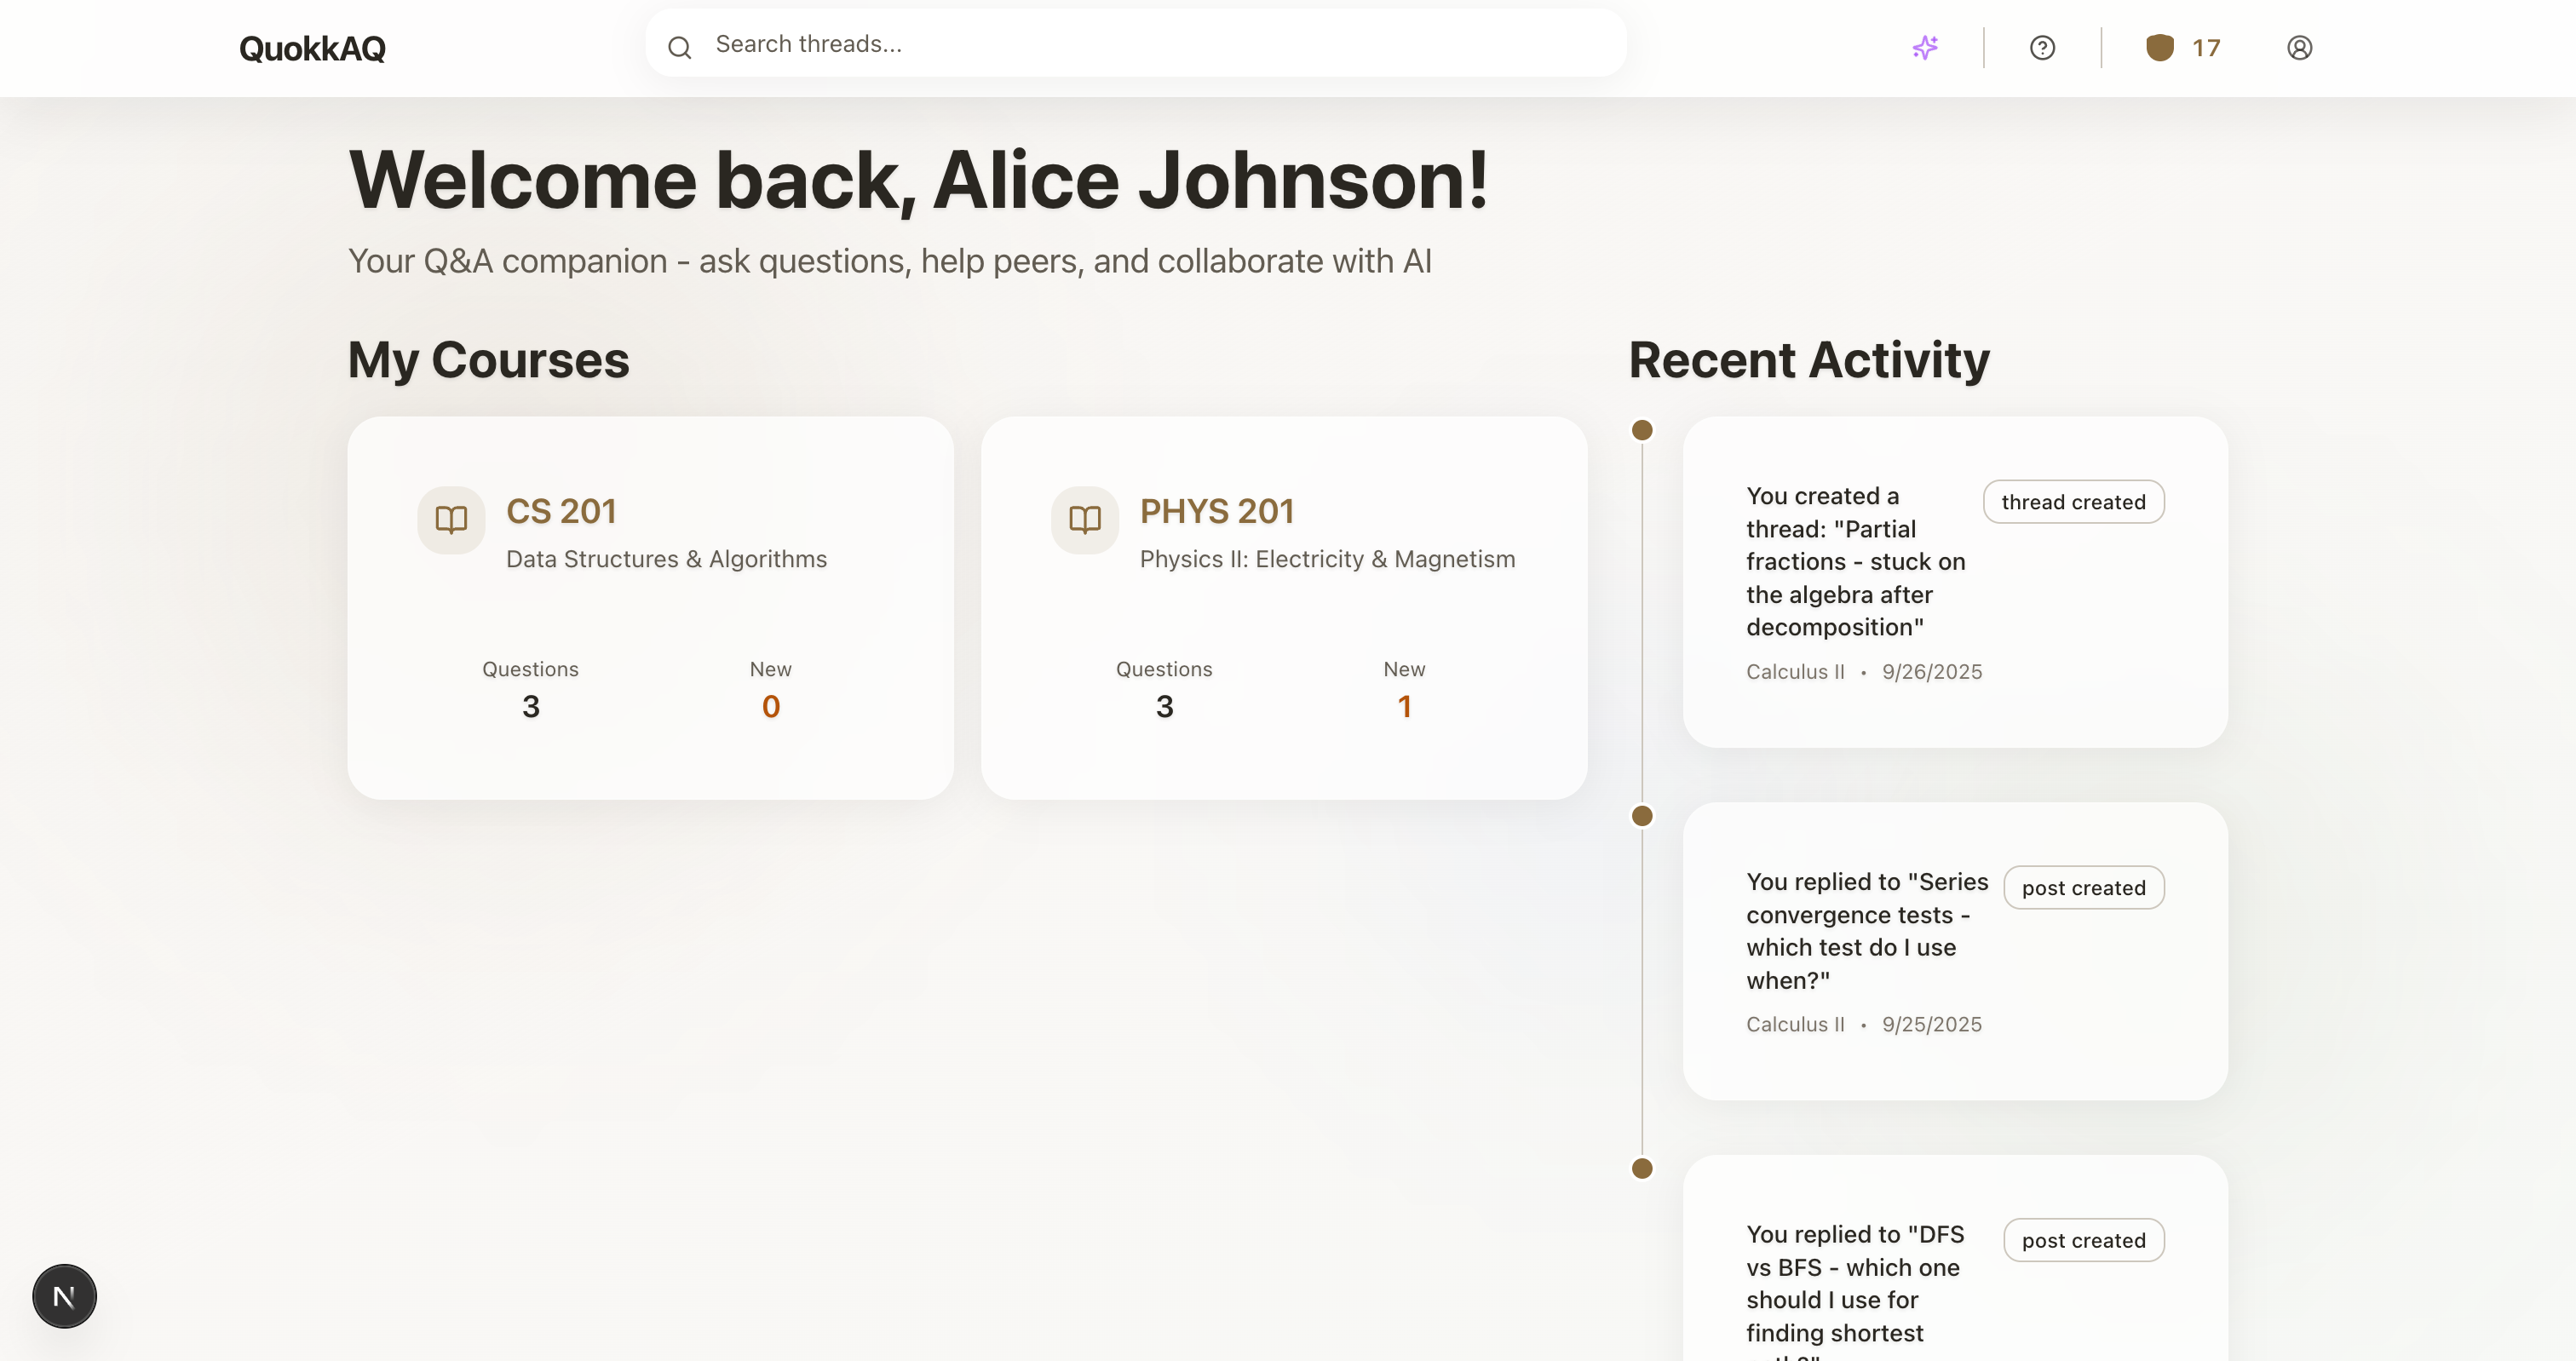 QuokkAQ
Search threads...
17
Welcome back, Alice Johnson!
Your Q&A companion - ask questions, help peers, and collaborate with AI
My Courses
CS 201
Data Structures & Algorithms
Questions
3
New
0
PHYS 201
Physics II: Electricity & Magnetism
Questions
3
New
1
Recent Activity
You created a
thread: "Partial
fractions - stuck on
the algebra after
decomposition"
thread created
Calculus II • 9/26/2025
You replied to "Series
convergence tests -
which test do I use
when?"
post created
Calculus II • 9/25/2025
You replied to "DFS
vs BFS - which one
should I use for
finding shortest
post created
N